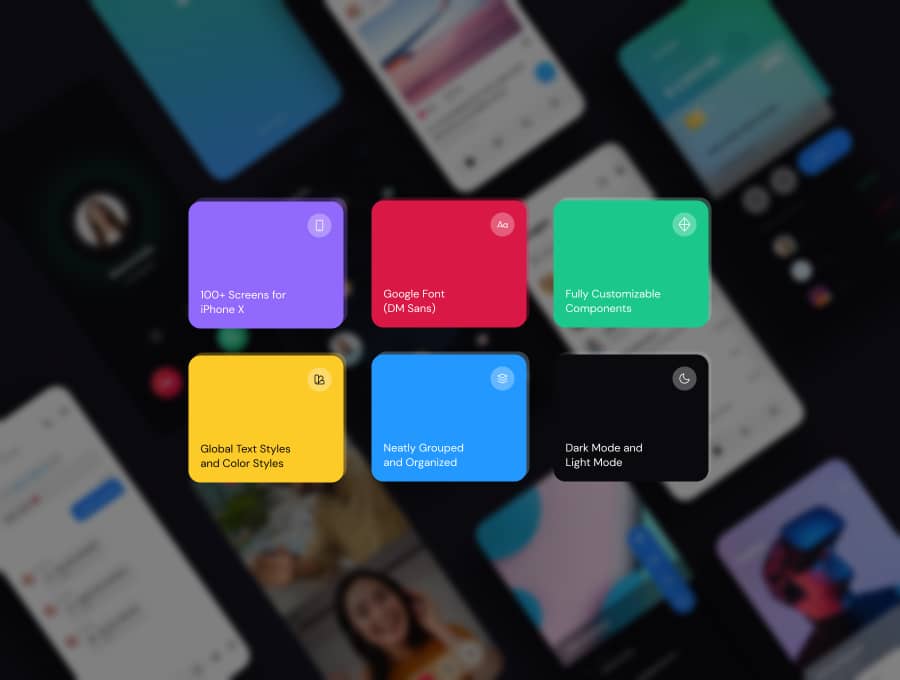 100+ Screens for
iPhone X
Aa
Google Font
(DM Sans)
Fully Customizable
Components
Global Text Styles
and Color Styles
Neatly Grouped
and Organized
Dark Mode and
Light Mode